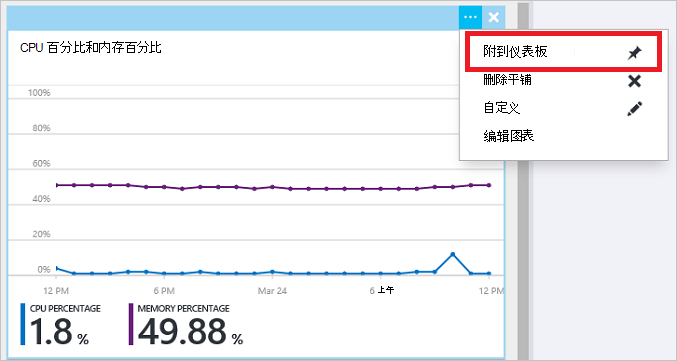 CPU 百分比和内存百分比
附到仪表板
删除平铺
自定义
编辑图表
100%
80%
60%
40%
20%
0%
12 PM
6 PM
Mar 24
6 上午
12 PM
CPU PERCENTAGE
1.8 %
MEMORY PERCENTAGE
49.88 %